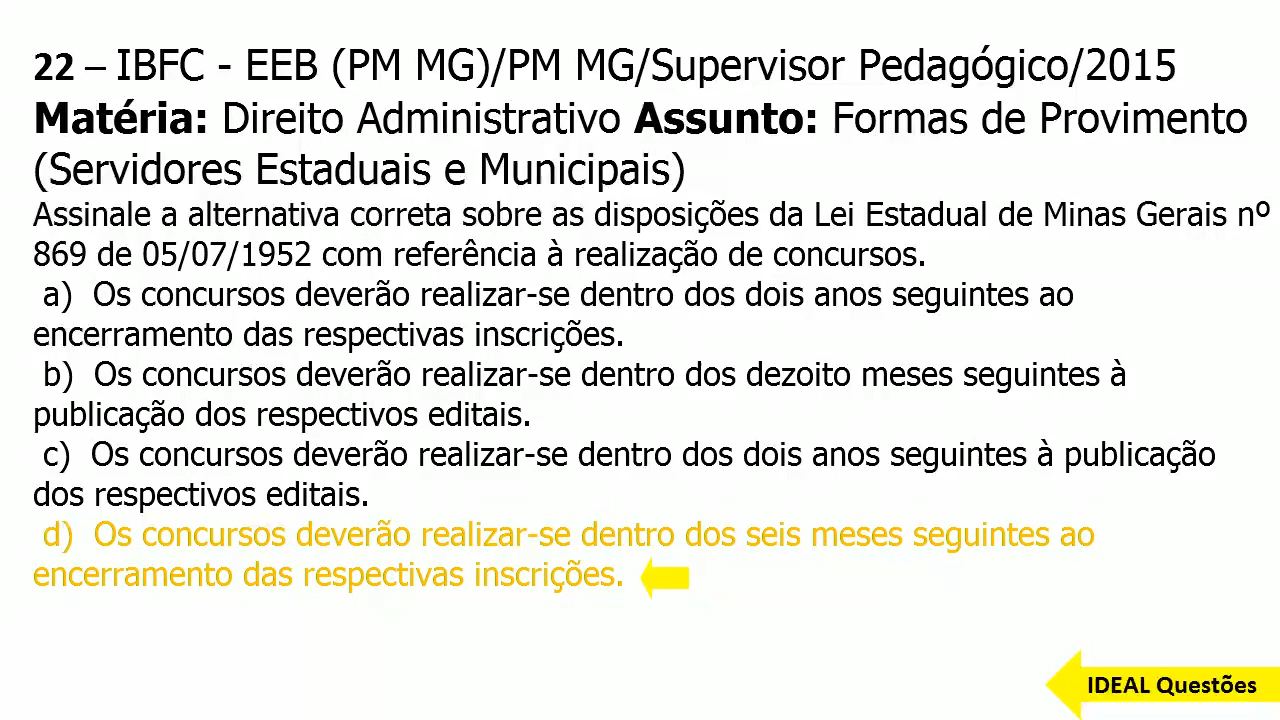 22 – IBFC - EEB (PM MG)/PM MG/Supervisor Pedagógico/2015
Matéria: Direito Administrativo Assunto: Formas de Provimento
(Servidores Estaduais e Municipais)
Assinale a alternativa correta sobre as disposições da Lei Estadual de Minas Gerais nº
869 de 05/07/1952 com referência à realização de concursos.
a) Os concursos deverão realizar-se dentro dos dois anos seguintes ao
encerramento das respectivas inscrições.
b) Os concursos deverão realizar-se dentro dos dezoito meses seguintes à
publicação dos respectivos editais.
c) Os concursos deverão realizar-se dentro dos dois anos seguintes à publicação
dos respectivos editais.
d) Os concursos deverão realizar-se dentro dos seis meses seguintes ao
encerramento das respectivas inscrições.
IDEAL Questões